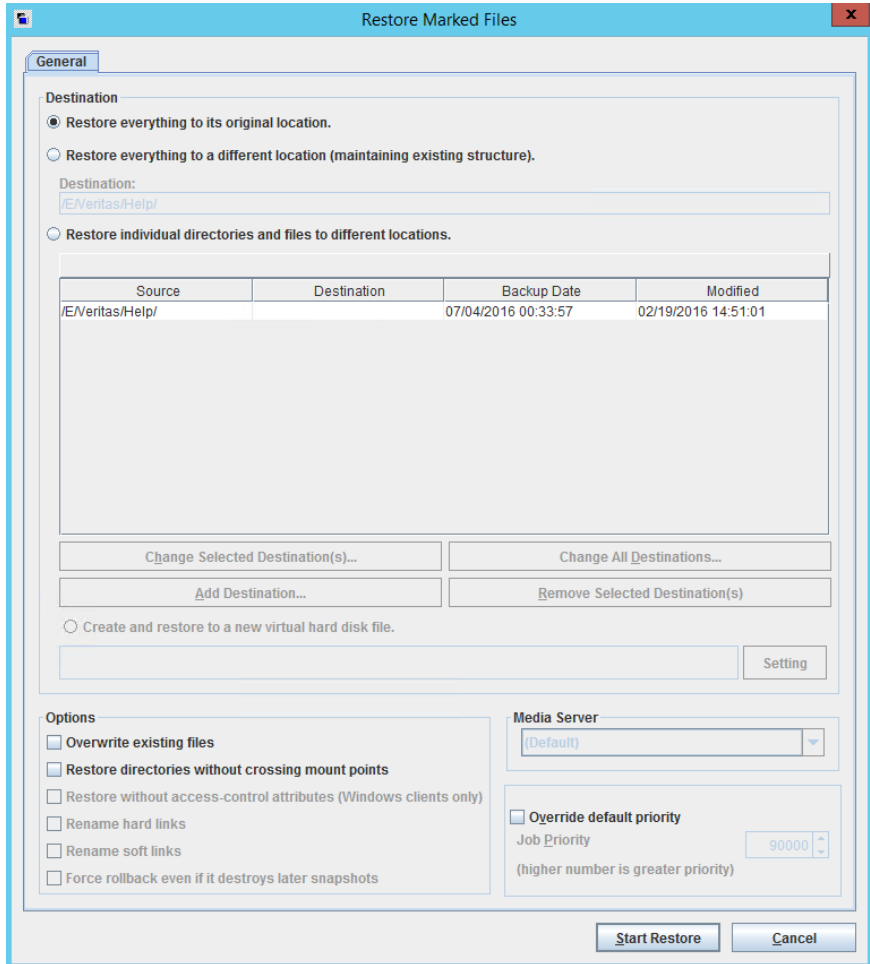 Restore Marked Files
x
General
Destination
Restore everything to its original location.
Restore everything to a different location (maintaining existing structure).
Destination:
/E/Veritas/Help/
Restore individual directories and files to different locations.
Source Destination Backup Date Modified
/E/Veritas/Help/ 07/04/2016 00:33:57 02/19/2016 14:51:01
Change Selected Destination(s)... Change All Destinations...
Add Destination... Remove Selected Destination(s)
Create and restore to a new virtual hard disk file.
Setting
Options
Overwrite existing files
Restore directories without crossing mount points
Restore without access-control attributes (Windows clients only)
Rename hard links
Rename soft links
Force rollback even if it destroys later snapshots
Media Server
(Default)
Override default priority
Job Priority 90000
(higher number is greater priority)
Start Restore Cancel